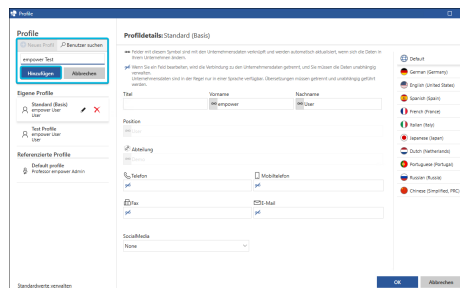 Profile
Profile
Neues Profil
Benutzer suchen
empower Test
Hinzufügen
Abbrechen
Eigene Profile
Standard (Basis)
empower User
User
Test Profile
empower User
User
Referenzierte Profile
Default profile
Professor empower Admin
Standardwerte verwalten
Profildetails: Standard (Basis)
Felder mit diesem Symbol sind mit der Unternehmensdaten verknüpft und werden automatisch aktualisiert, wenn sich die Daten in
Ihrem Unternehmen ändern.
Wenn Sie ein Feld bearbeiten, wird die Verbindung zu den Unternehmensdaten getrennt, und Sie müssen die Daten unabhängig
verwalten.
Unternehmensdaten sind in der Regel nur in einer Sprache verfügbar. Übersetzungen müssen getrennt und unabhängig geführt
werden.
Titel
Vorname
Nachname
empower
User
Position
Abteilung
Telefon
Mobiltelefon
Fax
E-Mail
SocialMedia
None
Default
German (Germany)
English (United States)
Spanish (Spain)
French (France)
Italian (Italy)
Japanese (Japan)
Dutch (Netherlands)
Portuguese (Portugal)
Russian (Russia)
Chinese (Simplified, PRC)
OK
Abbrechen